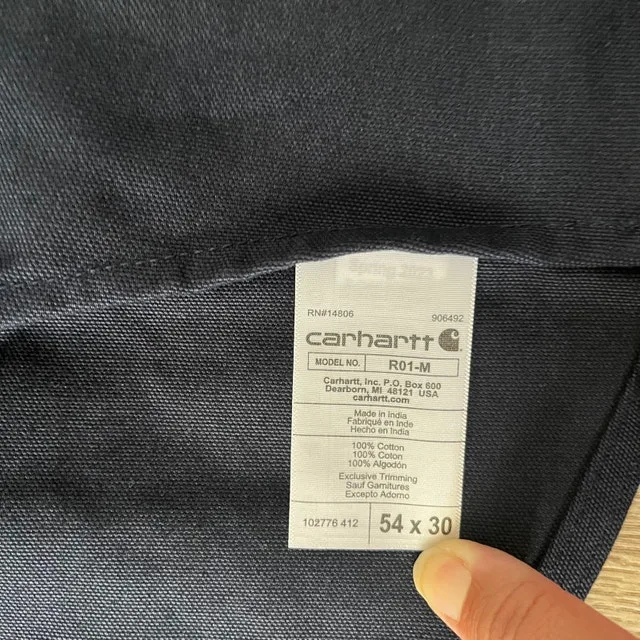 RN#14806 906492
carhartt
MODEL NO. R01-M
Carhartt, Inc. P.O. Box 600
Dearborn, MI 48121 USA
carhartt.com
Made in India
Fabriqué en Inde
Hecho en India
100% Cotton
100% Coton
100% Algodón
Exclusive Trimming
Sauf Garnitures
Excepto Adorno
102776 412 54 x 30